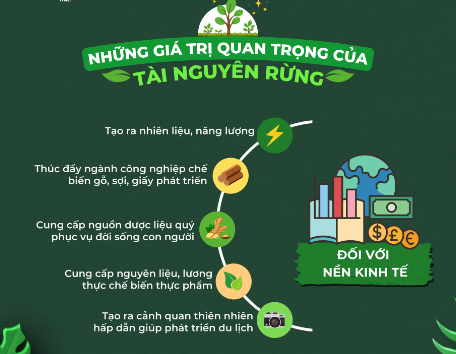 NHỮNG GIÁ TRỊ QUAN TRỌNG CỦA
TÀI NGUYÊN RỪNG
Tạo ra nhiên liệu, năng lượng
Thúc đẩy ngành công nghiệp chế
biến gỗ, sợi, giấy phát triển
Cung cấp nguồn dược liệu quý
phục vụ đời sống con người
Cung cấp nguyên liệu, lương
thực chế biến thực phẩm
Tạo ra cảnh quan thiên nhiên
hấp dẫn giúp phát triển du lịch
$ £ €
ĐỐI VỚI
NỀN KINH TẾ